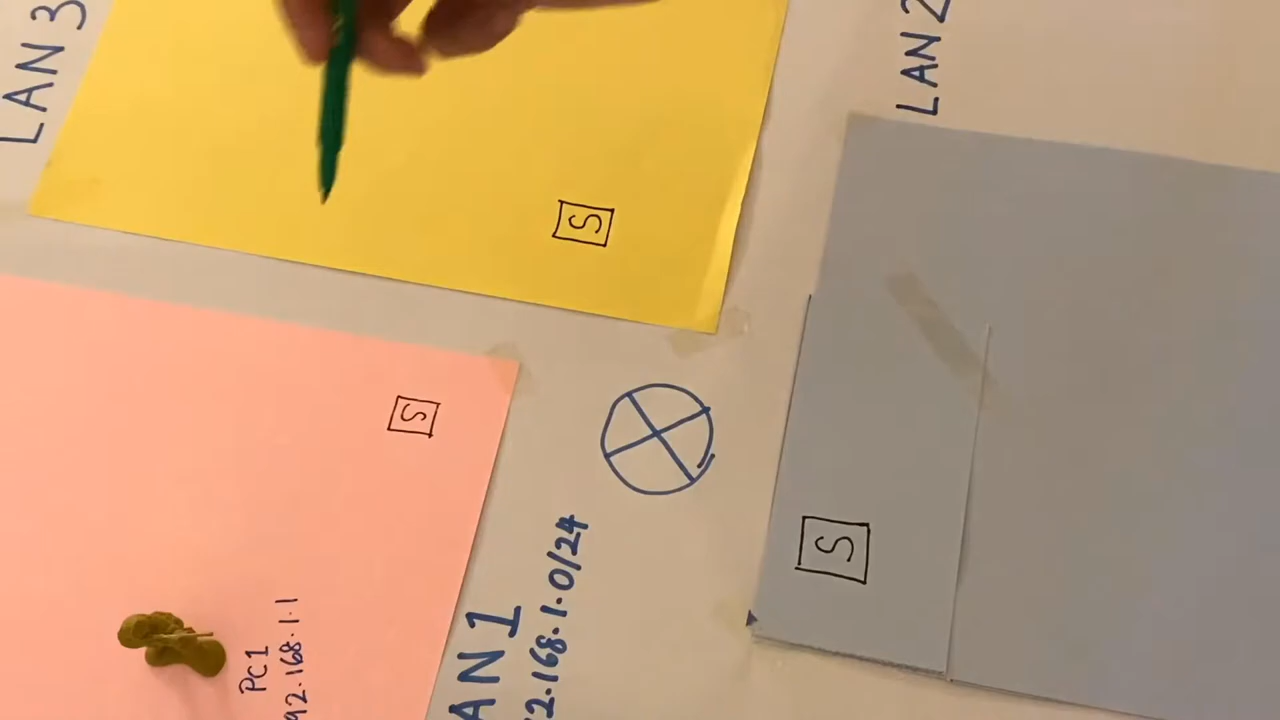 LAN 3
LAN 2
S
S
S
PC1
92.168.1.1
AN 1
2.168.1.0/24